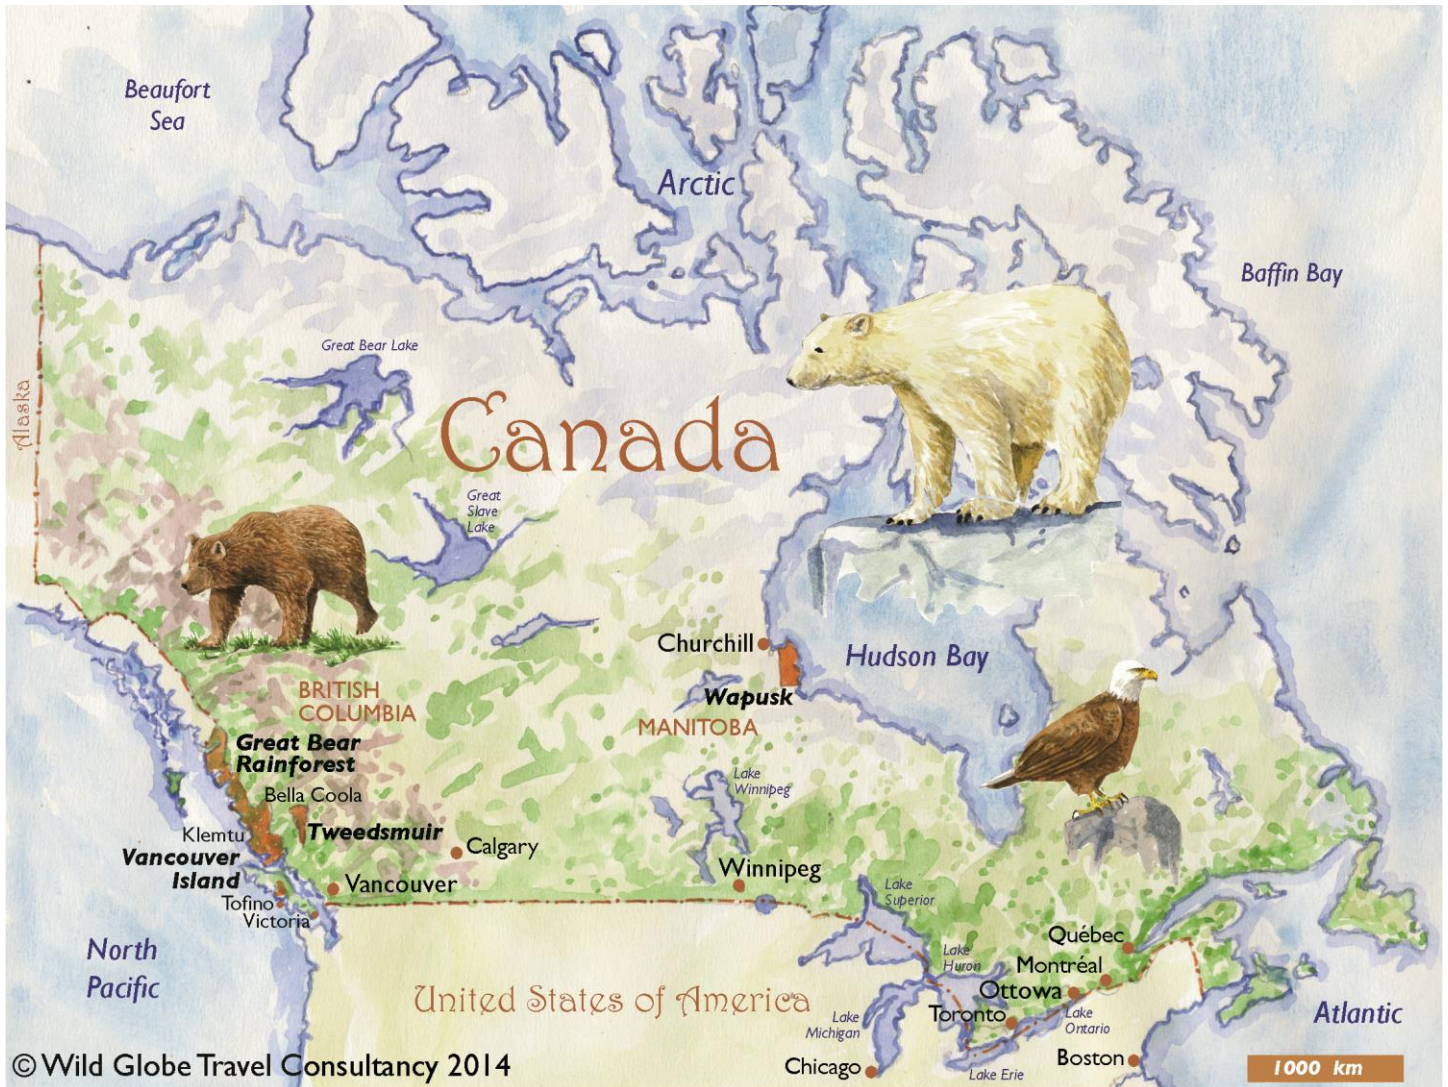 Beaufort
Sea
Arctic
Baffin Bay
Great Bear Lake
Alaska
Canada
Great
Slave
Lake
Churchill
Hudson Bay
Wapusk
MANITOBA
BRITISH
COLUMBIA
Great Bear
Rainforest
Bella Coola
Lake
Winnipeg
Klemtu
Tweedsmuir
Vancouver
Island
Calgary
Tofino
Victoria
Vancouver
Winnipeg
Lake
Superior
North
Pacific
Québec
Lake
Huron
Montréal
Ottowa
United States of America
Toronto
Lake
Michigan
Lake
Ontario
Atlantic
Chicago
Lake Erie
Boston
© Wild Globe Travel Consultancy 2014
1000 km